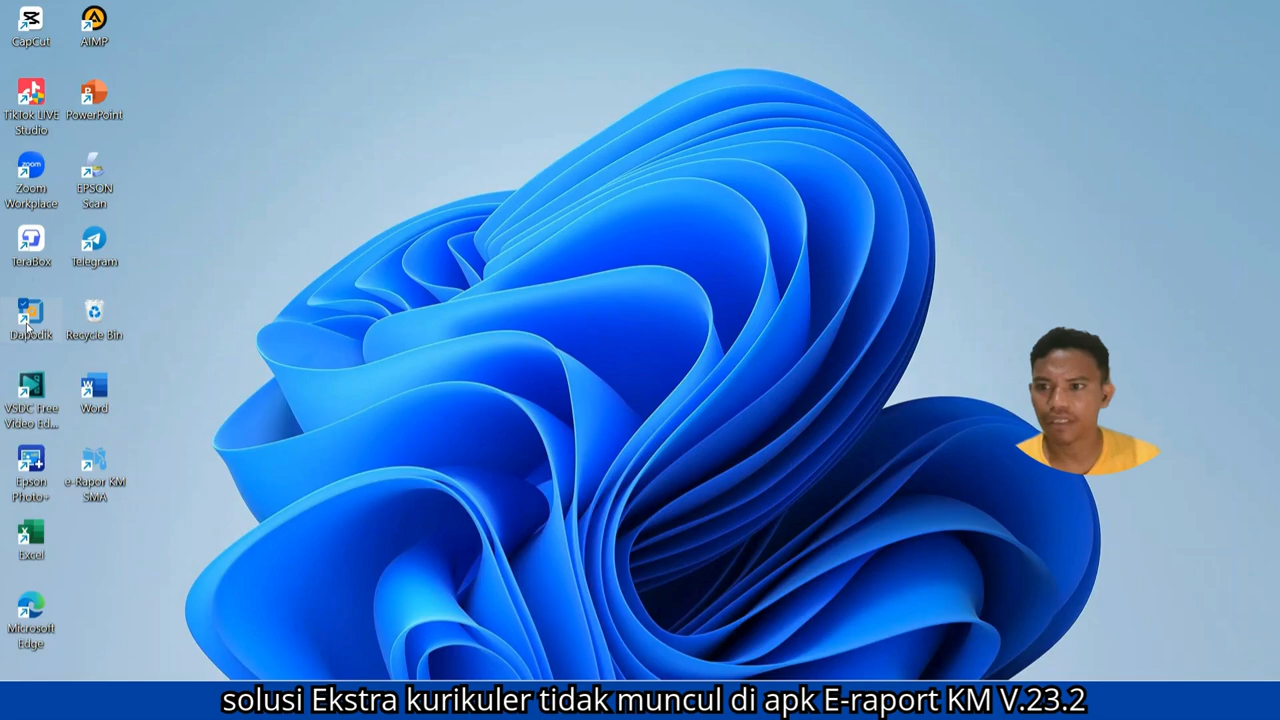 CapCut
AIMP
TikTok LIVE
Studio
PowerPoint
zoom
Zoom
Workplace
EPSON
Scan
TeraBox
Telegram
Dapodik
Recycle Bin
VSDC Free
Video Ed...
Word
Epson
Photo+
e-Rapor KM
SMA
Excel
Microsoft
Edge
solusi Ekstra kurikuler tidak muncul di apk E-raport KM V.23.2